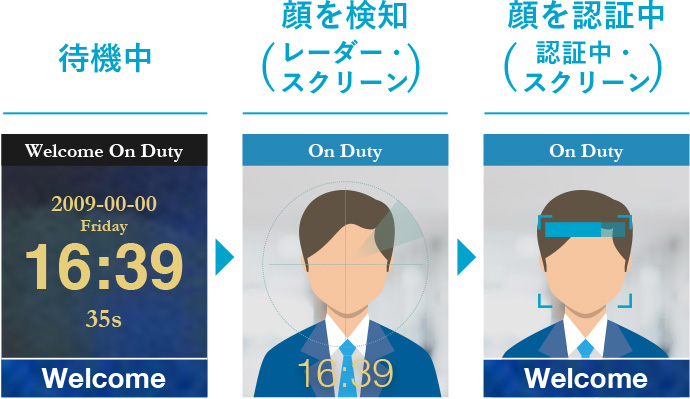 待機中
Welcome On Duty
2009-00-00
Friday
16:39
35s
Welcome
顔を検知
(レーダー・
スクリーン)
On Duty
16:39
顔を認証中
(認証中・
スクリーン)
On Duty
Welcome